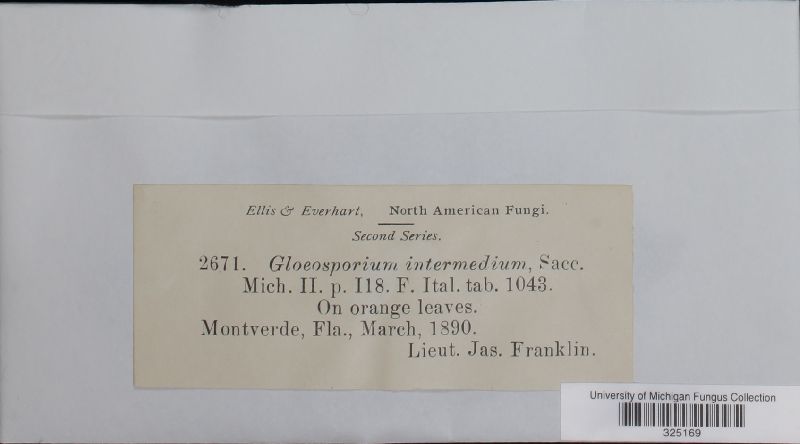 Ellis & Everhart, North American Fungi.
Second Series.
2671. Gloeosporium intermedium, Sacc.
Mich. II. p. 118. F. Ital. tab. 1043.
On orange leaves.
Montverde, Fla., March, 1890.
Lieut. Jas. Franklin.
University of Michigan Fungus Collection
325169